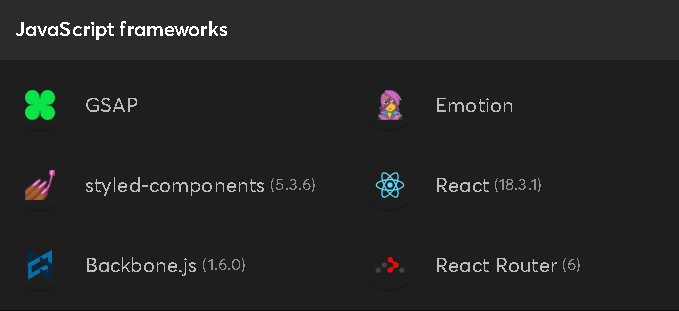 JavaScript frameworks
GSAP
Emotion
styled-components (5.3.6)
React (18.3.1)
Backbone.js (1.6.0)
React Router (6)